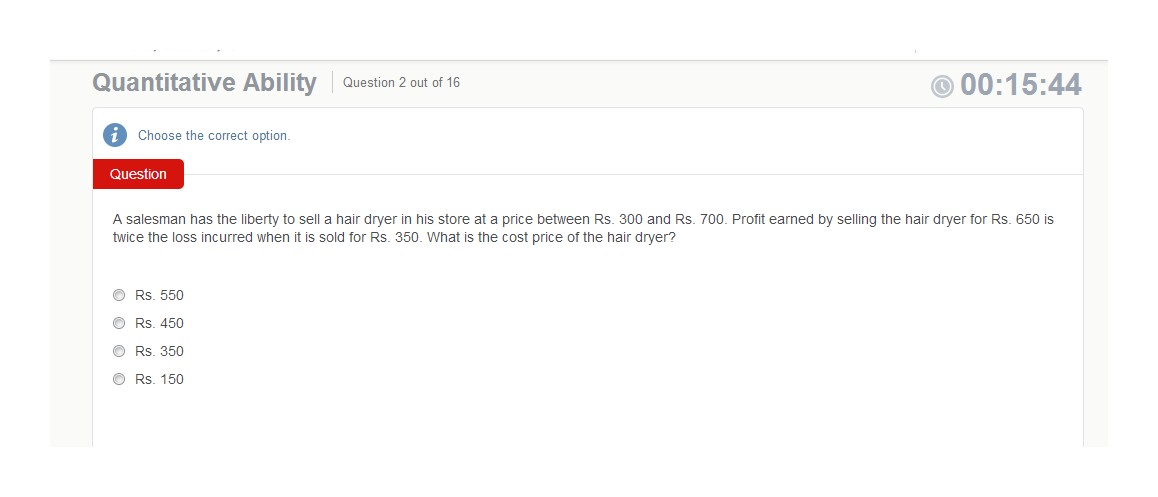 Quantitative Ability Question 2 out of 16 00:15:44
Choose the correct option.
Question
A salesman has the liberty to sell a hair dryer in his store at a price between Rs. 300 and Rs. 700. Profit earned by selling the hair dryer for Rs. 650 is
twice the loss incurred when it is sold for Rs. 350. What is the cost price of the hair dryer?
Rs. 550
Rs. 450
Rs. 350
Rs. 150